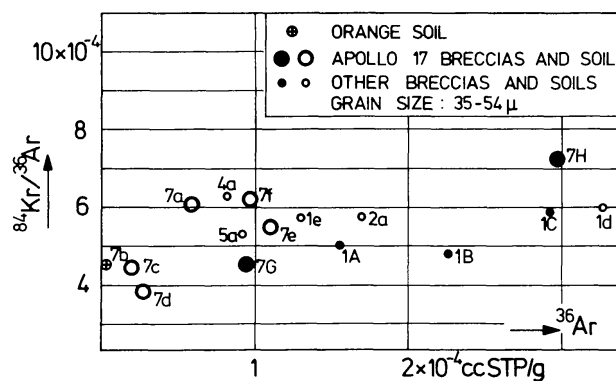 ORANGE SOIL
APOLLO 17 BRECCIAS AND SOIL
OTHER BRECCIAS AND SOILS
GRAIN SIZE : 35-54 μ
10×10⁻⁴
8
6
4
⁸⁴Kr/³⁶Ar
7H
4a
7a
7f
1e
2a
1C
1d
5a
7e
1A
1B
7b
7c
7G
7d
³⁶Ar
1
2×10⁻⁴ccSTP/g